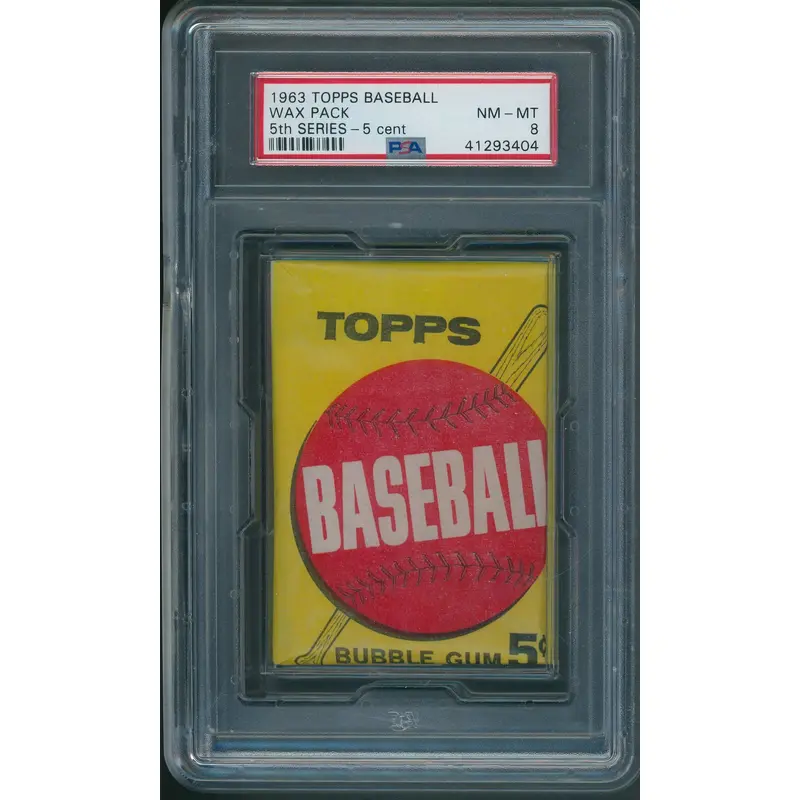 1963 TOPPS BASEBALL
WAX PACK NM – MT
5th SERIES – 5 cent 8
PSA 41293404
TOPPS
BASEBALL
BUBBLE GUM 5¢